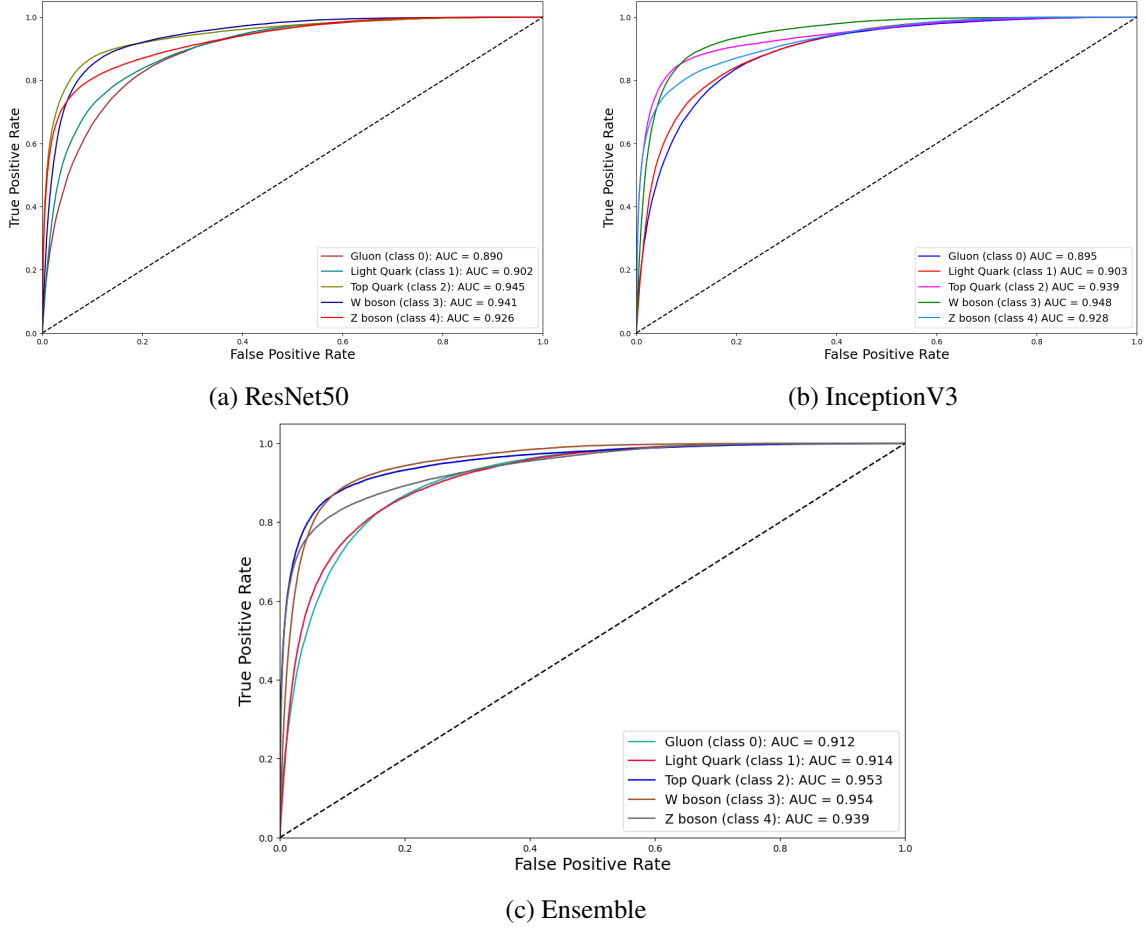 1.0
0.8
0.6
0.4
0.2
0.0
True Positive Rate
0.0 0.2 0.4 0.6 0.8 1.0
False Positive Rate
Gluon (class 0): AUC = 0.890
Light Quark (class 1): AUC = 0.902
Top Quark (class 2): AUC = 0.945
W boson (class 3): AUC = 0.941
Z boson (class 4): AUC = 0.926
(a) ResNet50
1.0
0.8
0.6
0.4
0.2
0.0
True Positive Rate
0.0 0.2 0.4 0.6 0.8 1.0
False Positive Rate
Gluon (class 0) AUC = 0.895
Light Quark (class 1) AUC = 0.903
Top Quark (class 2) AUC = 0.939
W boson (class 3) AUC = 0.948
Z boson (class 4) AUC = 0.928
(b) InceptionV3
1.0
0.8
0.6
0.4
0.2
0.0
True Positive Rate
0.0 0.2 0.4 0.6 0.8 1.0
False Positive Rate
Gluon (class 0): AUC = 0.912
Light Quark (class 1): AUC = 0.914
Top Quark (class 2): AUC = 0.953
W boson (class 3): AUC = 0.954
Z boson (class 4): AUC = 0.939
(c) Ensemble